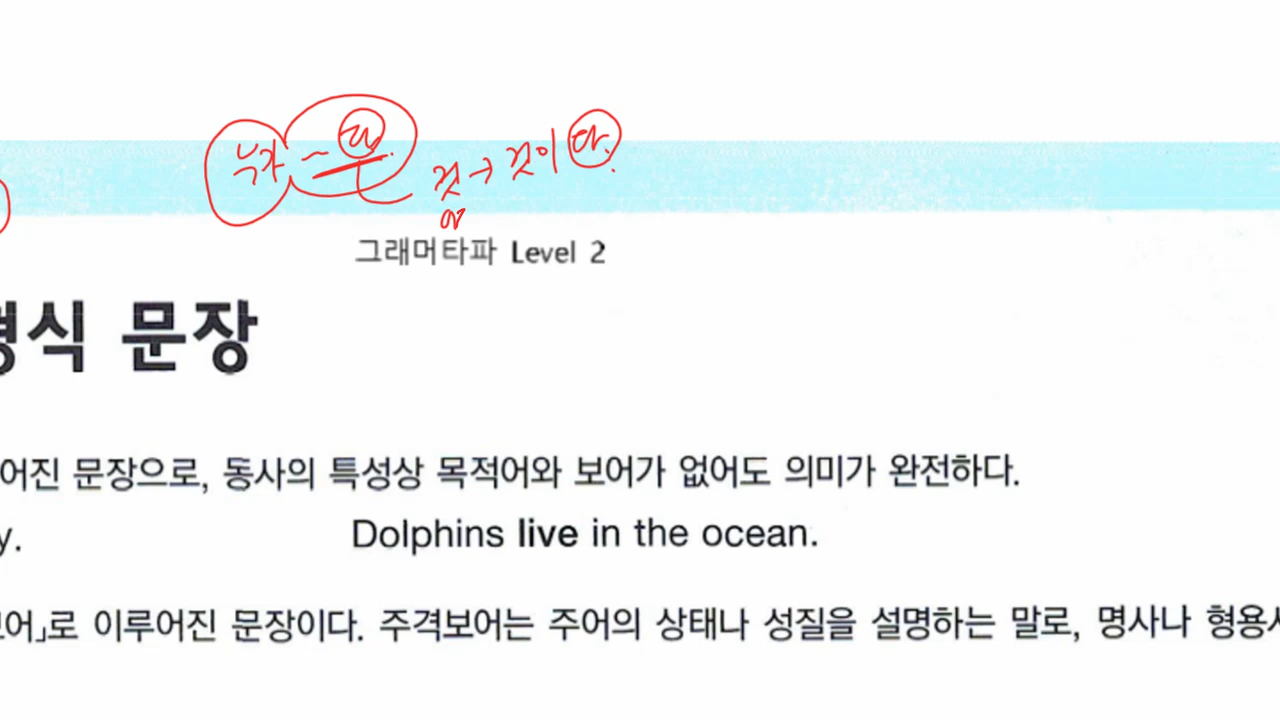 누가 ~ 다.
것 → 것이다.
그래머타파 Level 2
형식 문장
어진 문장으로, 동사의 특성상 목적어와 보어가 없어도 의미가 완전하다.
y. Dolphins live in the ocean.
보어」로 이루어진 문장이다. 주격보어는 주어의 상태나 성질을 설명하는 말로, 명사나 형용사